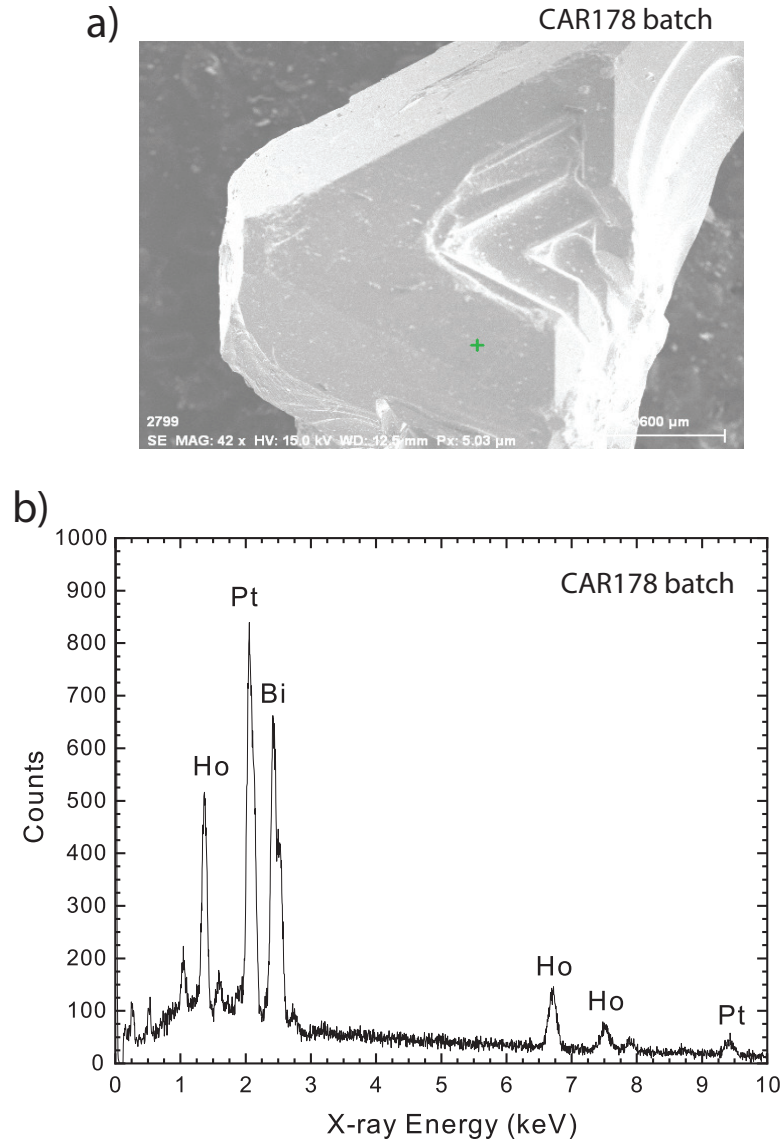 a)
CAR178 batch
2799
SE MAG: 42 x HV: 15.0 kV WD: 12.5 mm Px: 5.03 µm
600 µm
b)
CAR178 batch
1000
900
800
700
600
500
400
300
200
100
0
Counts
Pt
Bi
Ho
Ho
Ho
Pt
0 1 2 3 4 5 6 7 8 9 10
X-ray Energy (keV)